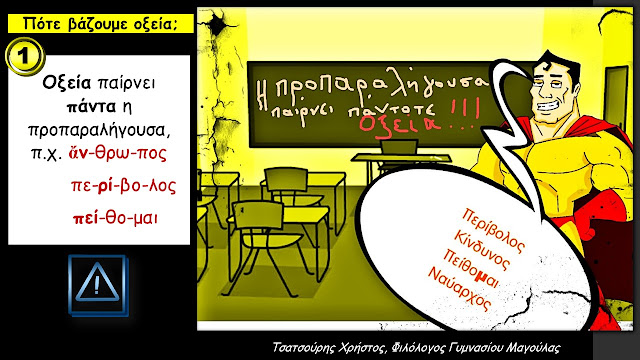 Πότε βάζουμε οξεία;
1
Οξεία παίρνει
πάντα η
προπαραλήγουσα,
π.χ. ἄν-θρω-πος
πε-ρί-βο-λος
πεί-θο-μαι
Η προπαραλήγουσα
παίρνει πάντοτε !!!
Οξεία...
Περίβολος
Κίνδυνος
Πείθομαι
Ναύαρχος
Τσατσούρης Χρήστος, Φιλόλογος Γυμνασίου Μαγούλας